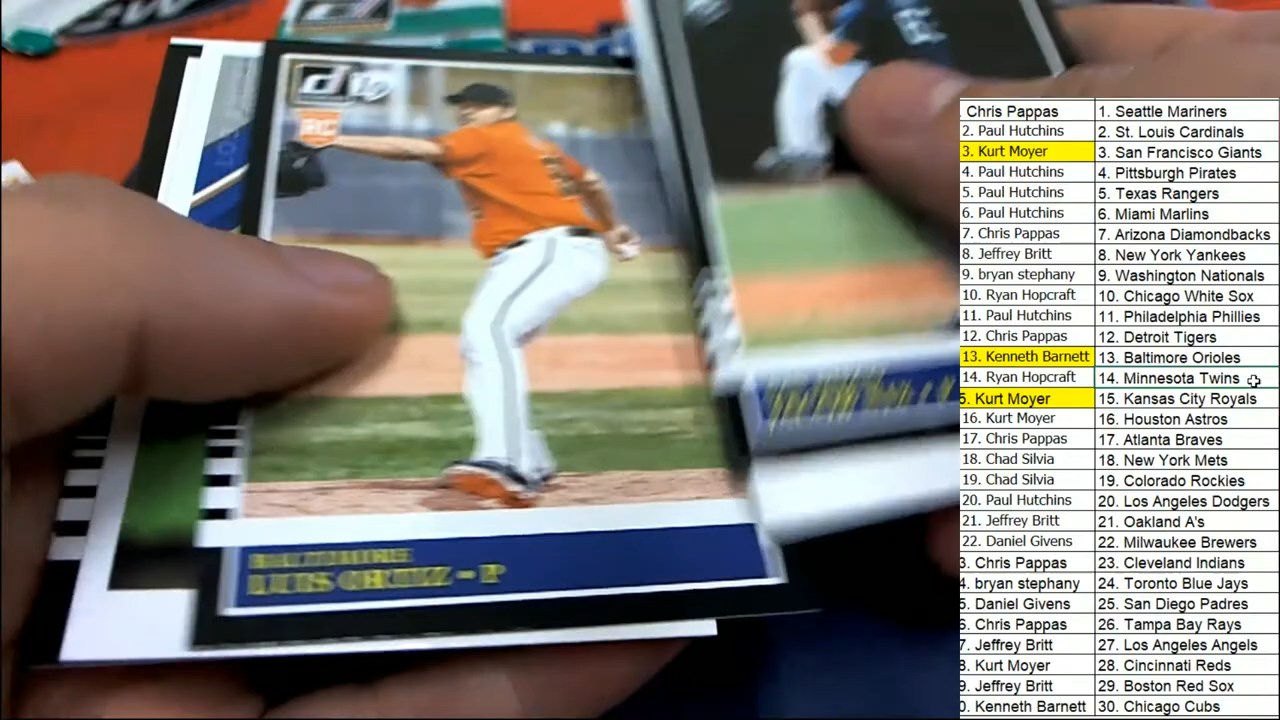 RC
BALTIMORE
LUIS ORTIZ - P
Chris Pappas 1. Seattle Mariners
2. Paul Hutchins 2. St. Louis Cardinals
3. Kurt Moyer 3. San Francisco Giants
4. Paul Hutchins 4. Pittsburgh Pirates
5. Paul Hutchins 5. Texas Rangers
6. Paul Hutchins 6. Miami Marlins
7. Chris Pappas 7. Arizona Diamondbacks
8. Jeffrey Britt 8. New York Yankees
9. bryan stephany 9. Washington Nationals
10. Ryan Hopcraft 10. Chicago White Sox
11. Paul Hutchins 11. Philadelphia Phillies
12. Chris Pappas 12. Detroit Tigers
13. Kenneth Barnett 13. Baltimore Orioles
14. Ryan Hopcraft 14. Minnesota Twins
5. Kurt Moyer 15. Kansas City Royals
16. Kurt Moyer 16. Houston Astros
17. Chris Pappas 17. Atlanta Braves
18. Chad Silvia 18. New York Mets
19. Chad Silvia 19. Colorado Rockies
20. Paul Hutchins 20. Los Angeles Dodgers
21. Jeffrey Britt 21. Oakland A's
22. Daniel Givens 22. Milwaukee Brewers
3. Chris Pappas 23. Cleveland Indians
4. bryan stephany 24. Toronto Blue Jays
5. Daniel Givens 25. San Diego Padres
6. Chris Pappas 26. Tampa Bay Rays
7. Jeffrey Britt 27. Los Angeles Angels
8. Kurt Moyer 28. Cincinnati Reds
9. Jeffrey Britt 29. Boston Red Sox
0. Kenneth Barnett 30. Chicago Cubs